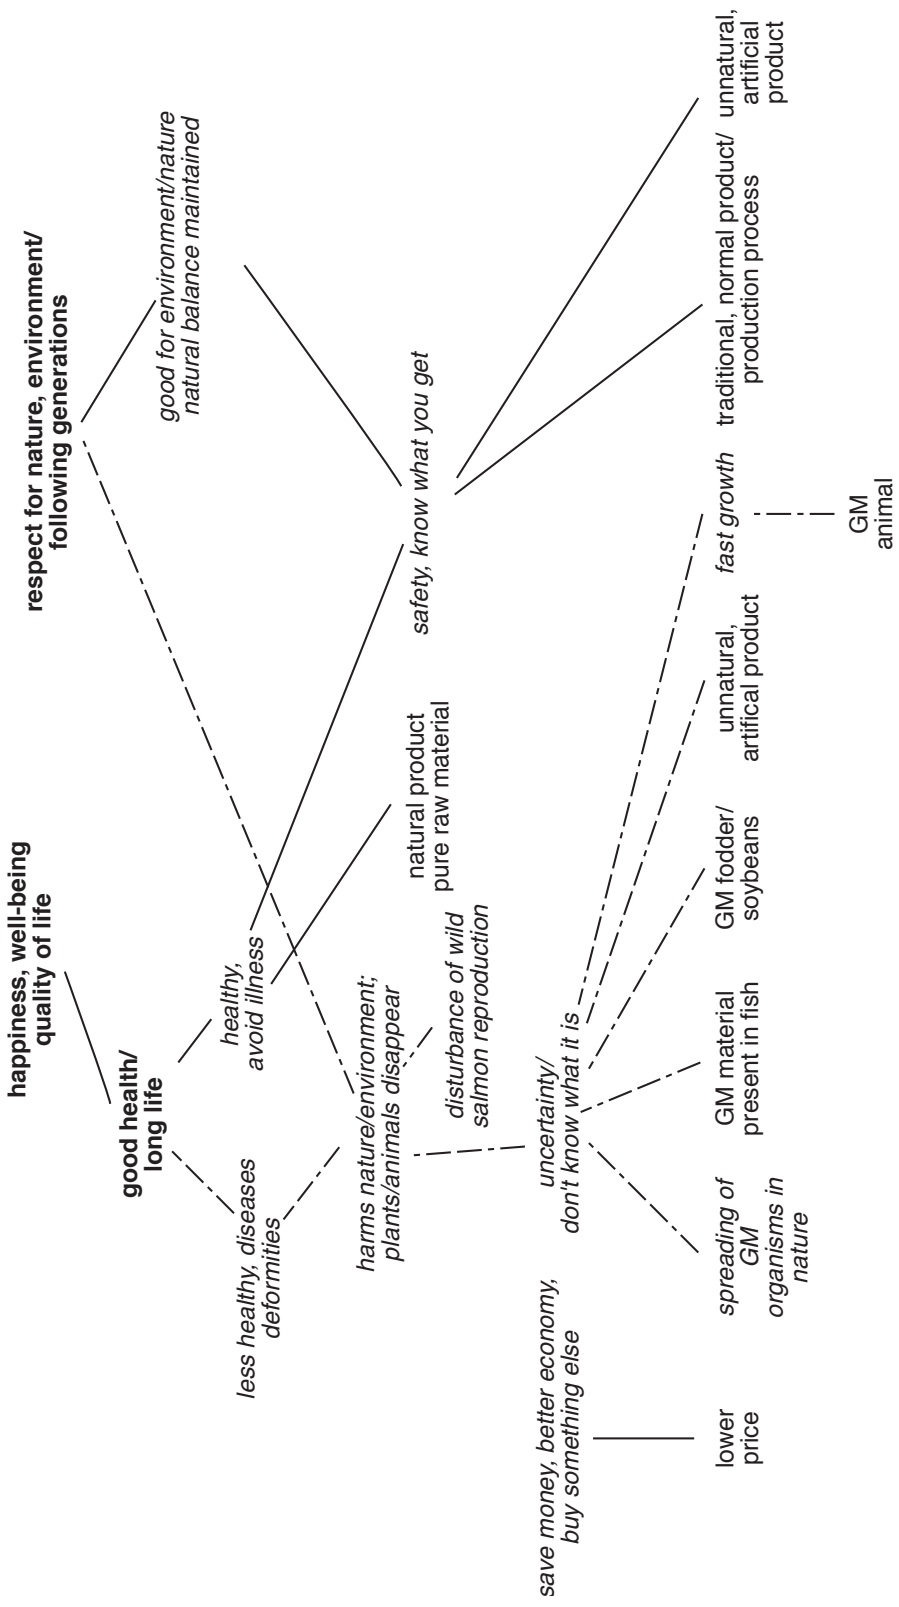 happiness, well-being
quality of life
respect for nature, environment/
following generations
good health/
long life
good for environment/nature
natural balance maintained
less healthy, diseases
deformities
healthy,
avoid illness
harms nature/environment;
plants/animals disappear
natural product
pure raw material
safety, know what you get
disturbance of wild
salmon reproduction
save money, better economy,
buy something else
uncertainty/
don't know what it is
lower
price
spreading of
GM
organisms in
nature
GM material
present in fish
GM fodder/
soybeans
unnatural,
artifical product
fast growth
traditional, normal product/
production process
unnatural,
artificial
product
GM
animal